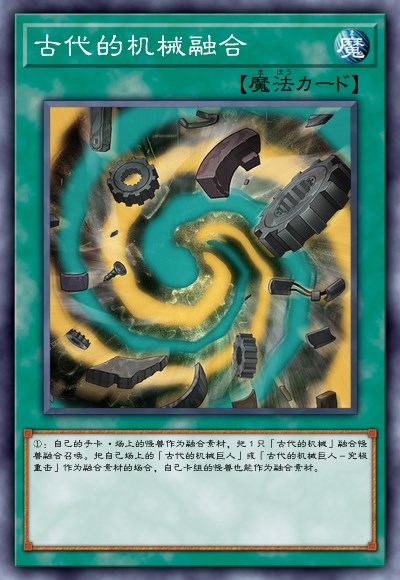 古代的机械融合
魔
【魔法カード】
まほう
①：自己的手卡・场上的怪兽作为融合素材，把１只「古代的机械」融合怪
兽融合召唤。把自己场上的「古代的机械巨人」或「古代的机械巨人－究极
重击」作为融合素材的场合，自己卡组的怪兽也能作为融合素材。